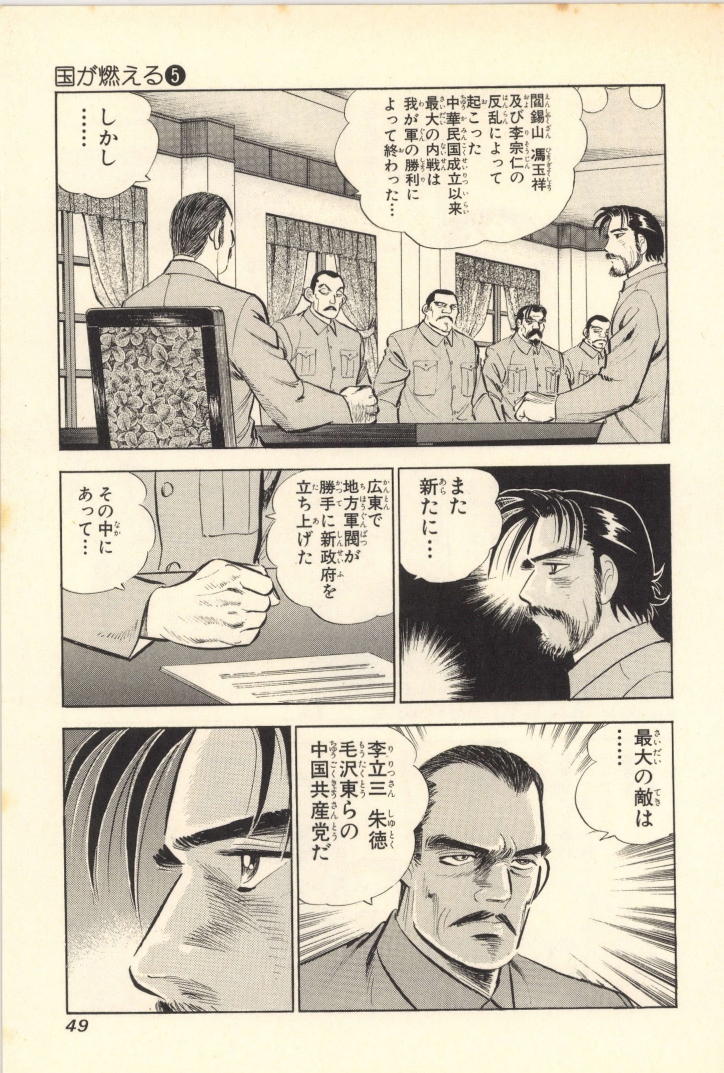 国が燃える❺
閻錫山 馮玉祥
及び李宗仁の
反乱によって
起こった
中華民国成立以来
最大の内戦は
我が軍の勝利に
よって終わった…
しかし
……
また
新たに…
広東で
地方軍閥が
勝手に新政府を
立ち上げた
その中に
あって…
最大の敵は
……
李立三 朱徳
毛沢東らの
中国共産党だ
49